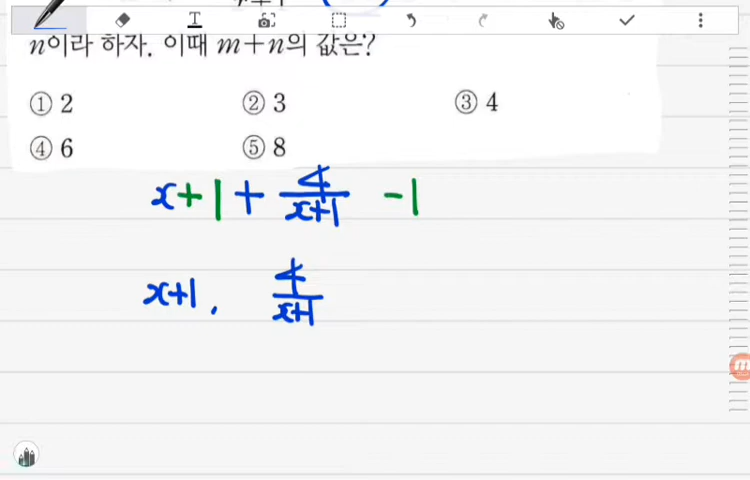 n이라 하자. 이때 m+n의 값은?
① 2 ② 3 ③ 4
④ 6 ⑤ 8
x+1 + 4/(x+1) -1
x+1, 4/(x+1)